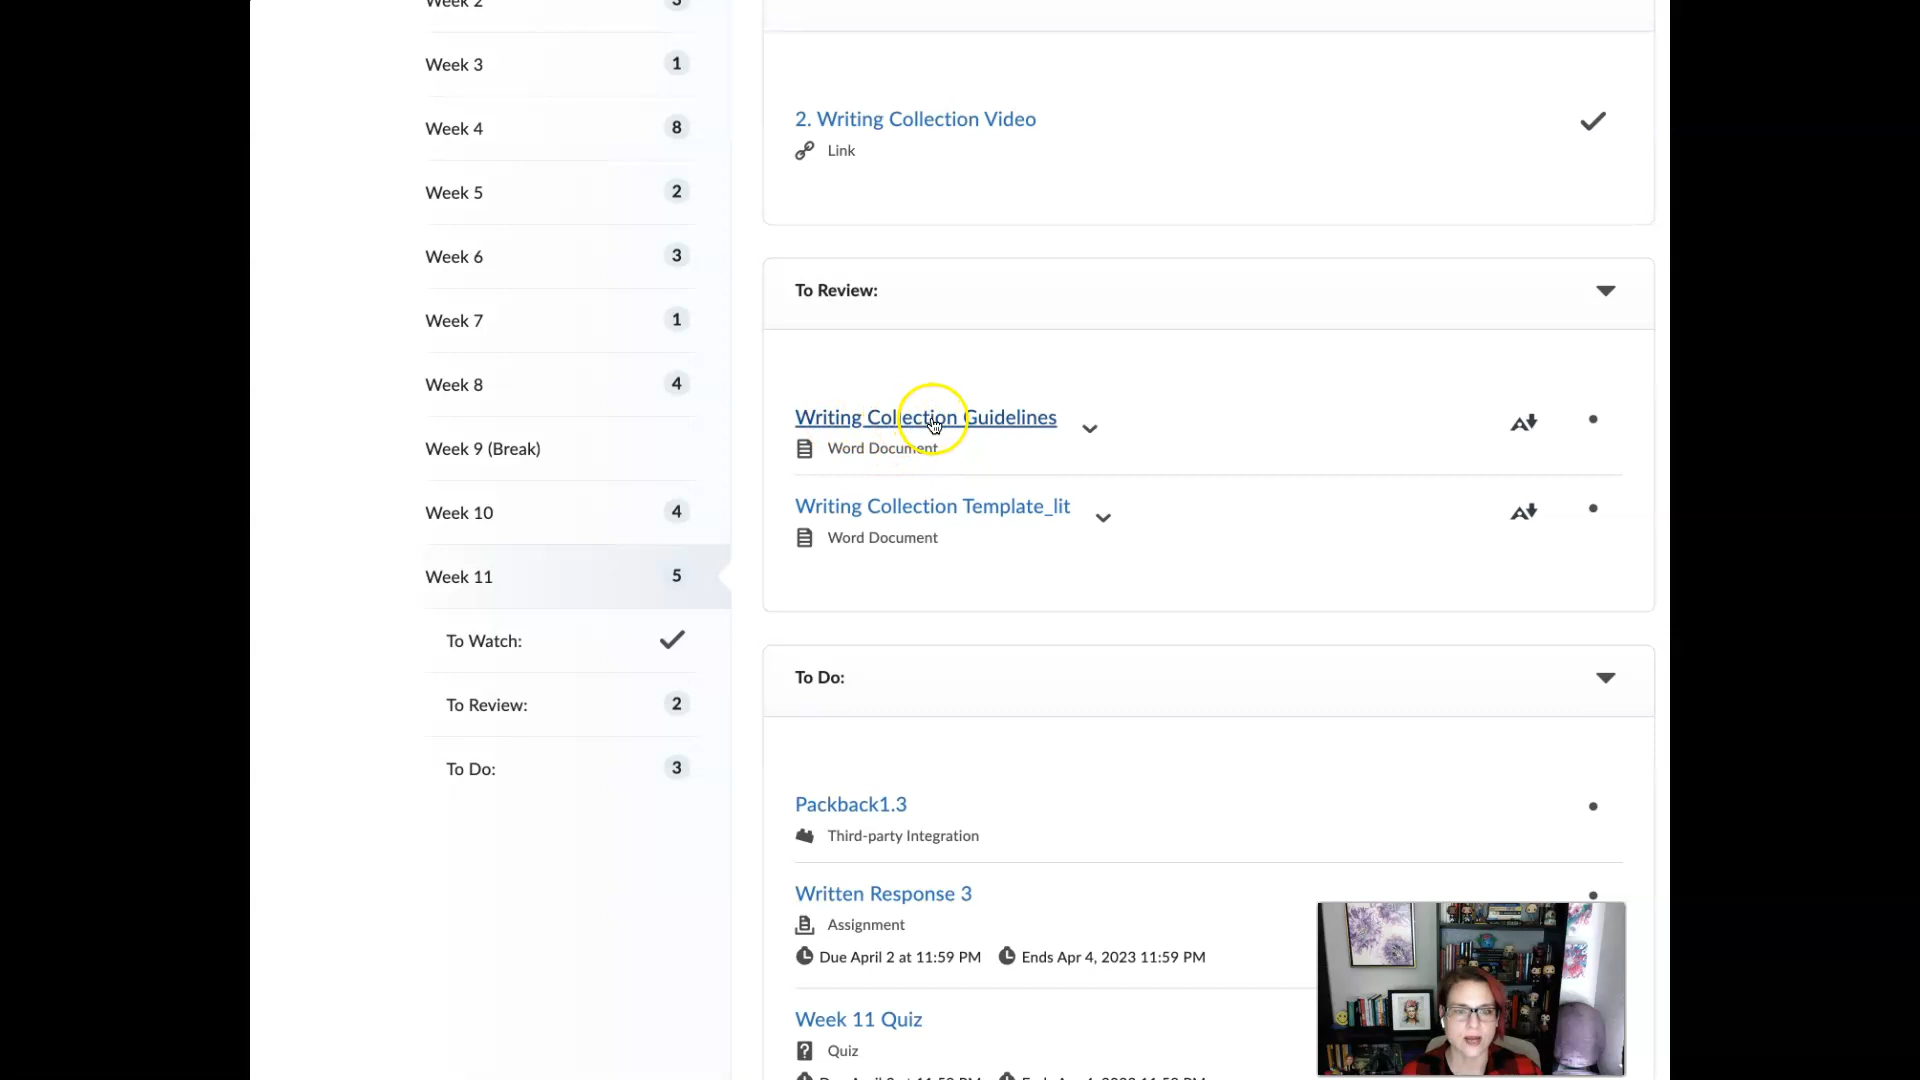 Week 2
3
Week 3
1
Week 4
8
Week 5
2
Week 6
3
Week 7
1
Week 8
4
Week 9 (Break)
Week 10
4
Week 11
5
To Watch:
To Review:
2
To Do:
3
2. Writing Collection Video
Link
To Review:
Writing Collection Guidelines
Word Document
Writing Collection Template_lit
Word Document
To Do:
Packback1.3
Third-party Integration
Written Response 3
Assignment
Due April 2 at 11:59 PM Ends Apr 4, 2023 11:59 PM
Week 11 Quiz
Quiz